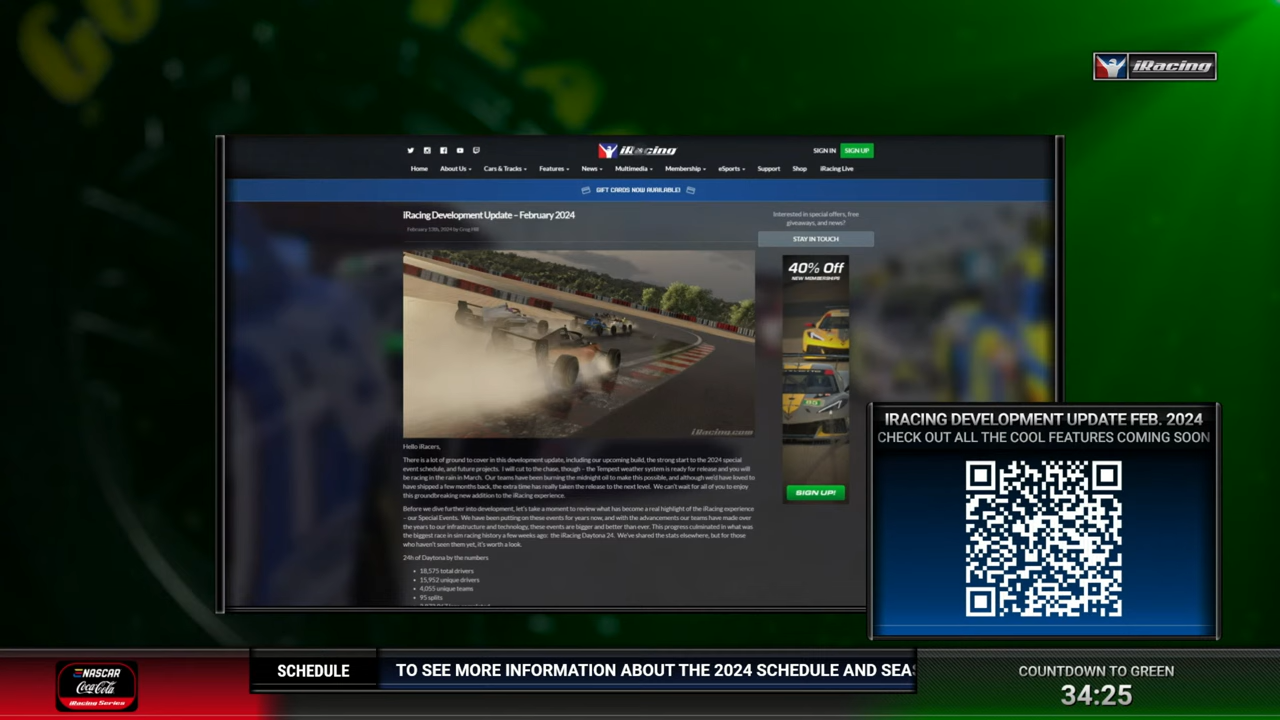 iRacing
iRacing
SIGN IN
SIGN UP
Home
About Us
Cars & Tracks
Features
News
Multimedia
Membership
eSports
Support
Shop
iRacing Live
GIFT CARDS NOW AVAILABLE!
iRacing Development Update – February 2024
February 13th, 2024 by Greg Hill
Interested in special offers, free
giveaways, and news?
STAY IN TOUCH
40% Off
NEW MEMBERSHIPS
SIGN UP!
iRacing.com
Hello iRacers,
There is a lot of ground to cover in this development update, including our upcoming build, the strong start to the 2024 special
event schedule, and future projects. I will cut to the chase, though – the Tempest weather system is ready for release and you will
be racing in the rain in March. Our teams have been burning the midnight oil to make this possible, and although we'd have loved to
have shipped a few months back, the extra time has really taken the release to the next level. We can't wait for all of you to enjoy
this groundbreaking new addition to the iRacing experience.
Before we dive further into development, let's take a moment to review what has become a real highlight of the iRacing experience
– our Special Events. We have been putting on these events for years now, and with the advancements our teams have made over
the years to our infrastructure and technology, these events are bigger and better than ever. This progress culminated in what was
the biggest race in sim racing history a few weeks ago: the iRacing Daytona 24. We've shared the stats elsewhere, but for those
who haven't seen them yet, it's worth a look.
24h of Daytona by the numbers
18,575 total drivers
15,952 unique drivers
4,055 unique teams
95 splits
IRACING DEVELOPMENT UPDATE FEB. 2024
CHECK OUT ALL THE COOL FEATURES COMING SOON
eNASCAR
Coca-Cola
iRacing Series
SCHEDULE
TO SEE MORE INFORMATION ABOUT THE 2024 SCHEDULE AND SEAS
COUNTDOWN TO GREEN
34:25